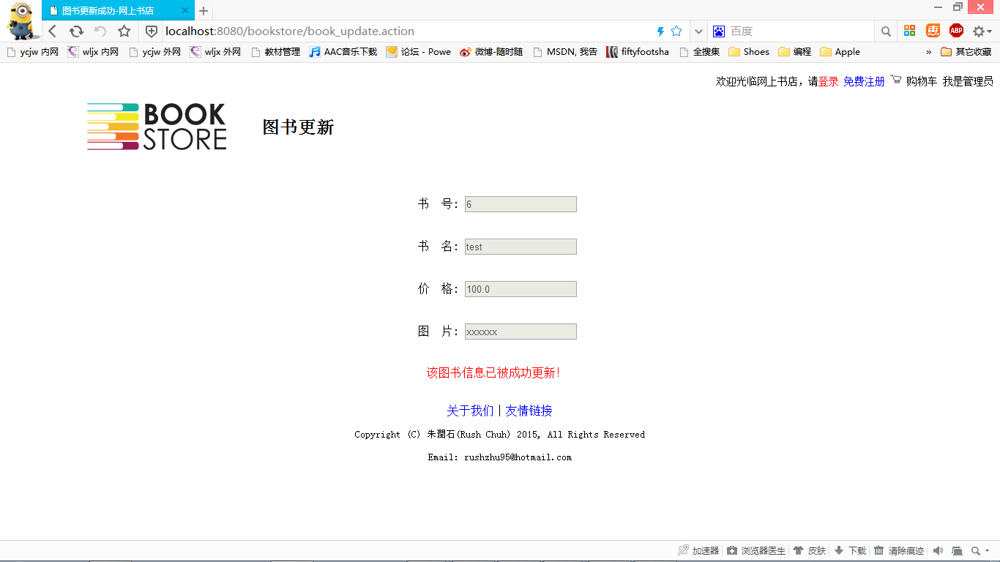 图书更新成功-网上书店
localhost:8080/bookstore/book_update.action
百度
ABP
ycjw 内网 wljx 内网 ycjw 外网 wljx 外网 教材管理 AAC音乐下载 论坛 - Powe 微博-随时随 MSDN, 我告 fiftyfootsha 全搜集 Shoes 编程 Apple » 其它收藏
欢迎光临网上书店，请登录 免费注册 购物车 我是管理员
BOOK
STORE
图书更新
书 号: 6
书 名: test
价 格: 100.0
图 片: xxxxxx
该图书信息已被成功更新!
关于我们 | 友情链接
Copyright (C) 朱潤石(Rush Chuh) 2015, All Rights Reserved
Email: rushzhu95@hotmail.com
加速器 浏览器医生 皮肤 下载 清除痕迹